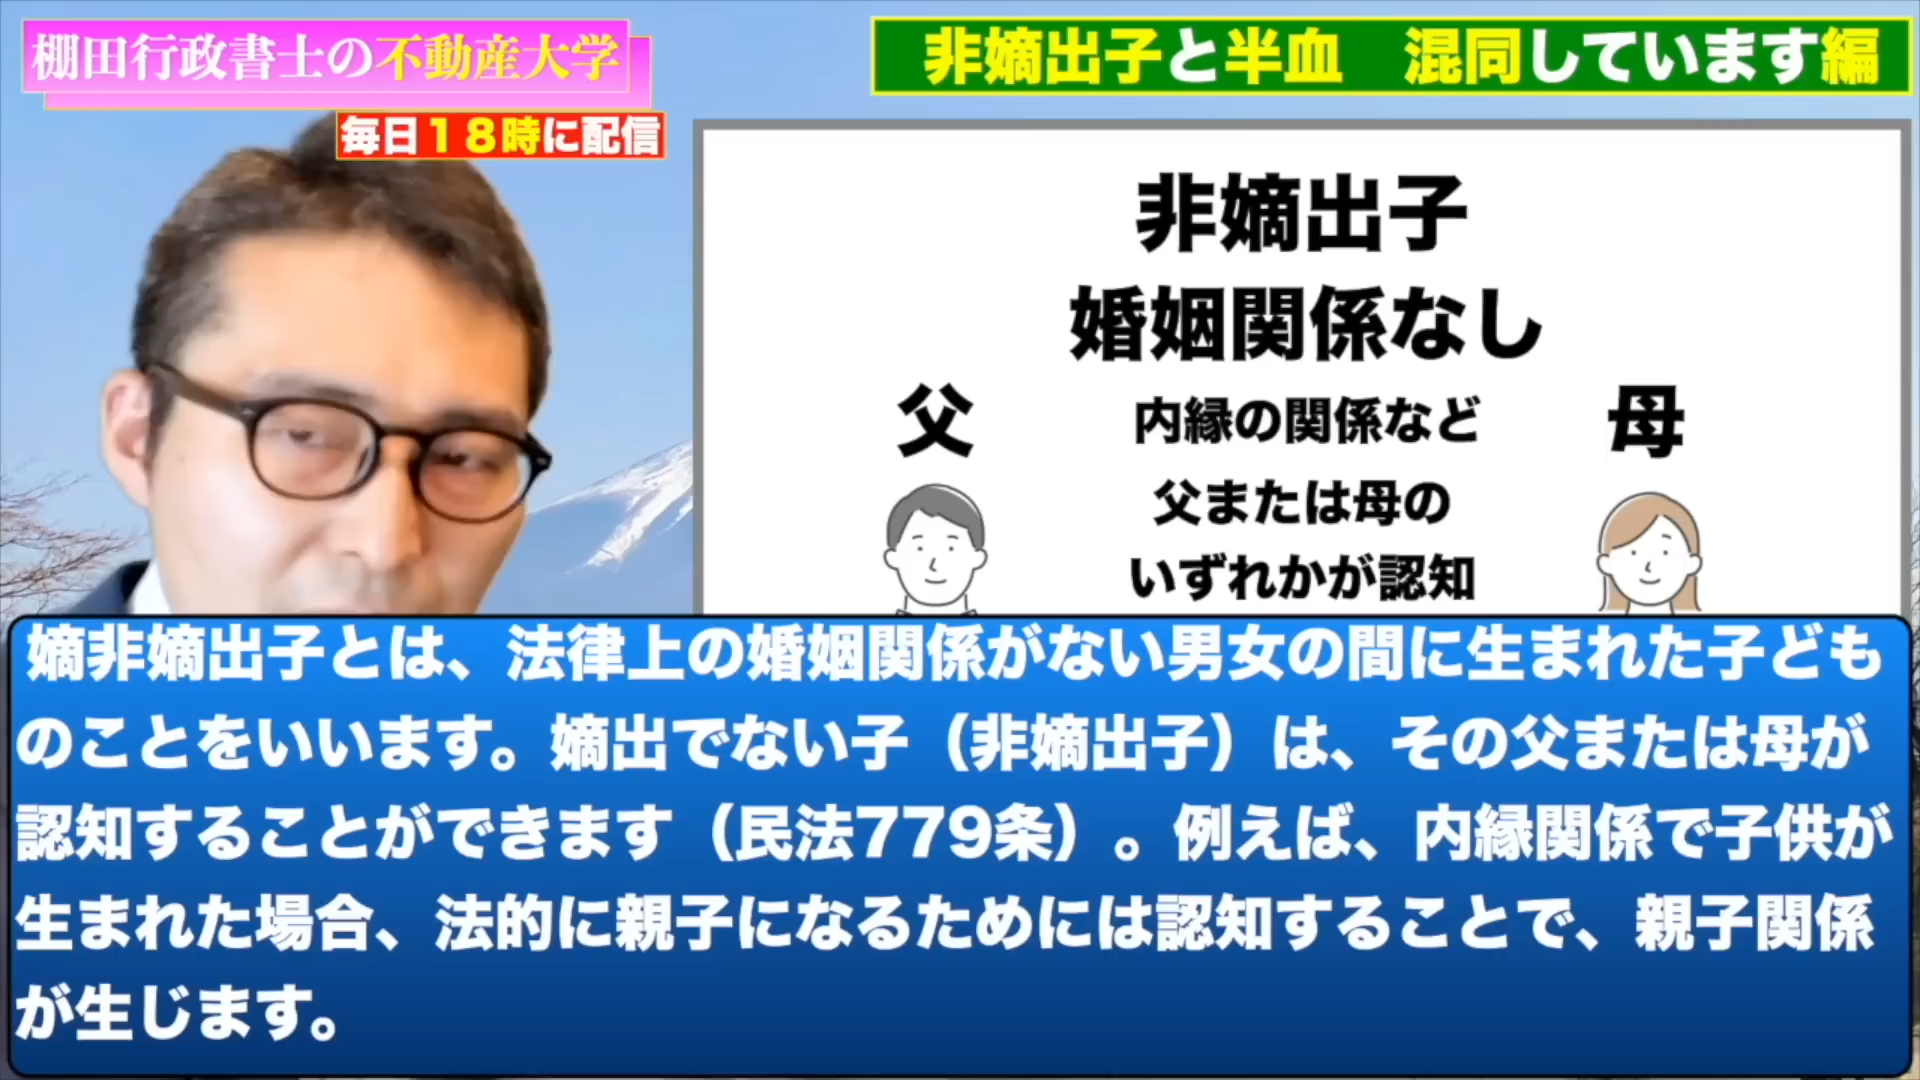 棚田行政書士の不動産大学
毎日18時に配信
非嫡出子と半血 混同しています編
非嫡出子
婚姻関係なし
父
内縁の関係など
母
父または母の
いずれかが認知
嫡非嫡出子とは、法律上の婚姻関係がない男女の間に生まれた子ども
のことをいいます。嫡出でない子（非嫡出子）は、その父または母が
認知することができます（民法779条）。例えば、内縁関係で子供が
生まれた場合、法的に親子になるためには認知することで、親子関係
が生じます。